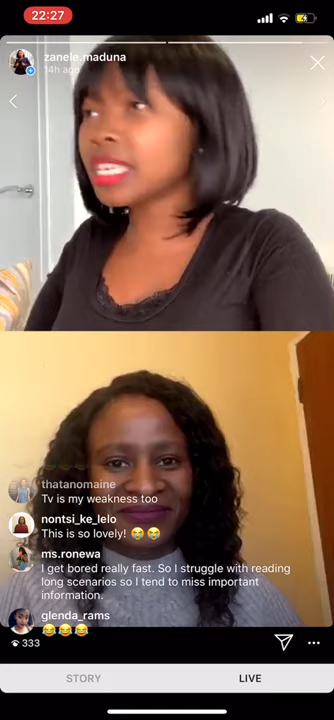 22:27
zanele.maduna
14h ago
thatanomaine
Tv is my weakness too
nontsi_ke_lelo
This is so lovely! 😭😭
ms.ronewa
I get bored really fast. So I struggle with reading
long scenarios so I tend to miss important
information.
glenda_rams
😂😂😂
333
STORY LIVE